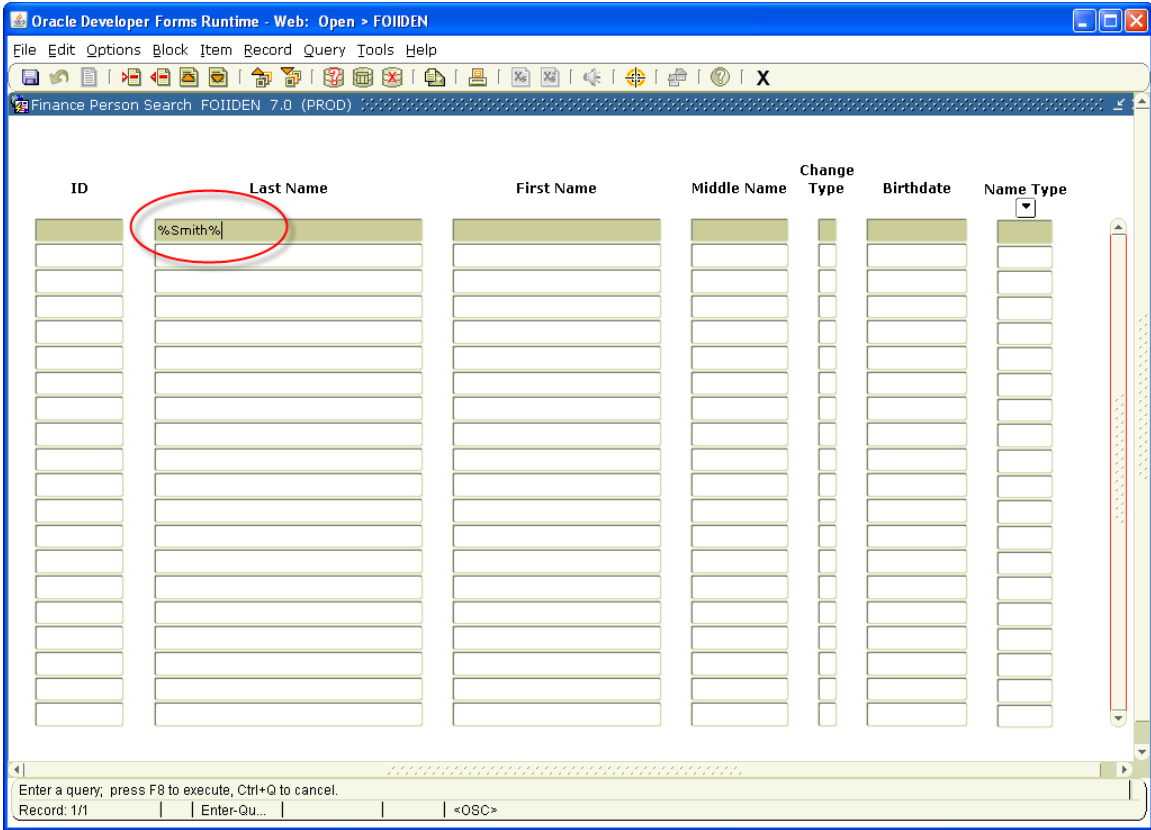 Oracle Developer Forms Runtime - Web: Open > FOIIDEN
File Edit Options Block Item Record Query Tools Help
Finance Person Search FOIIDEN 7.0 (PROD)
ID Last Name First Name Middle Name Change Type Birthdate Name Type
%Smith%
Enter a query; press F8 to execute, Ctrl+Q to cancel.
Record: 1/1 Enter-Qu... <OSC>